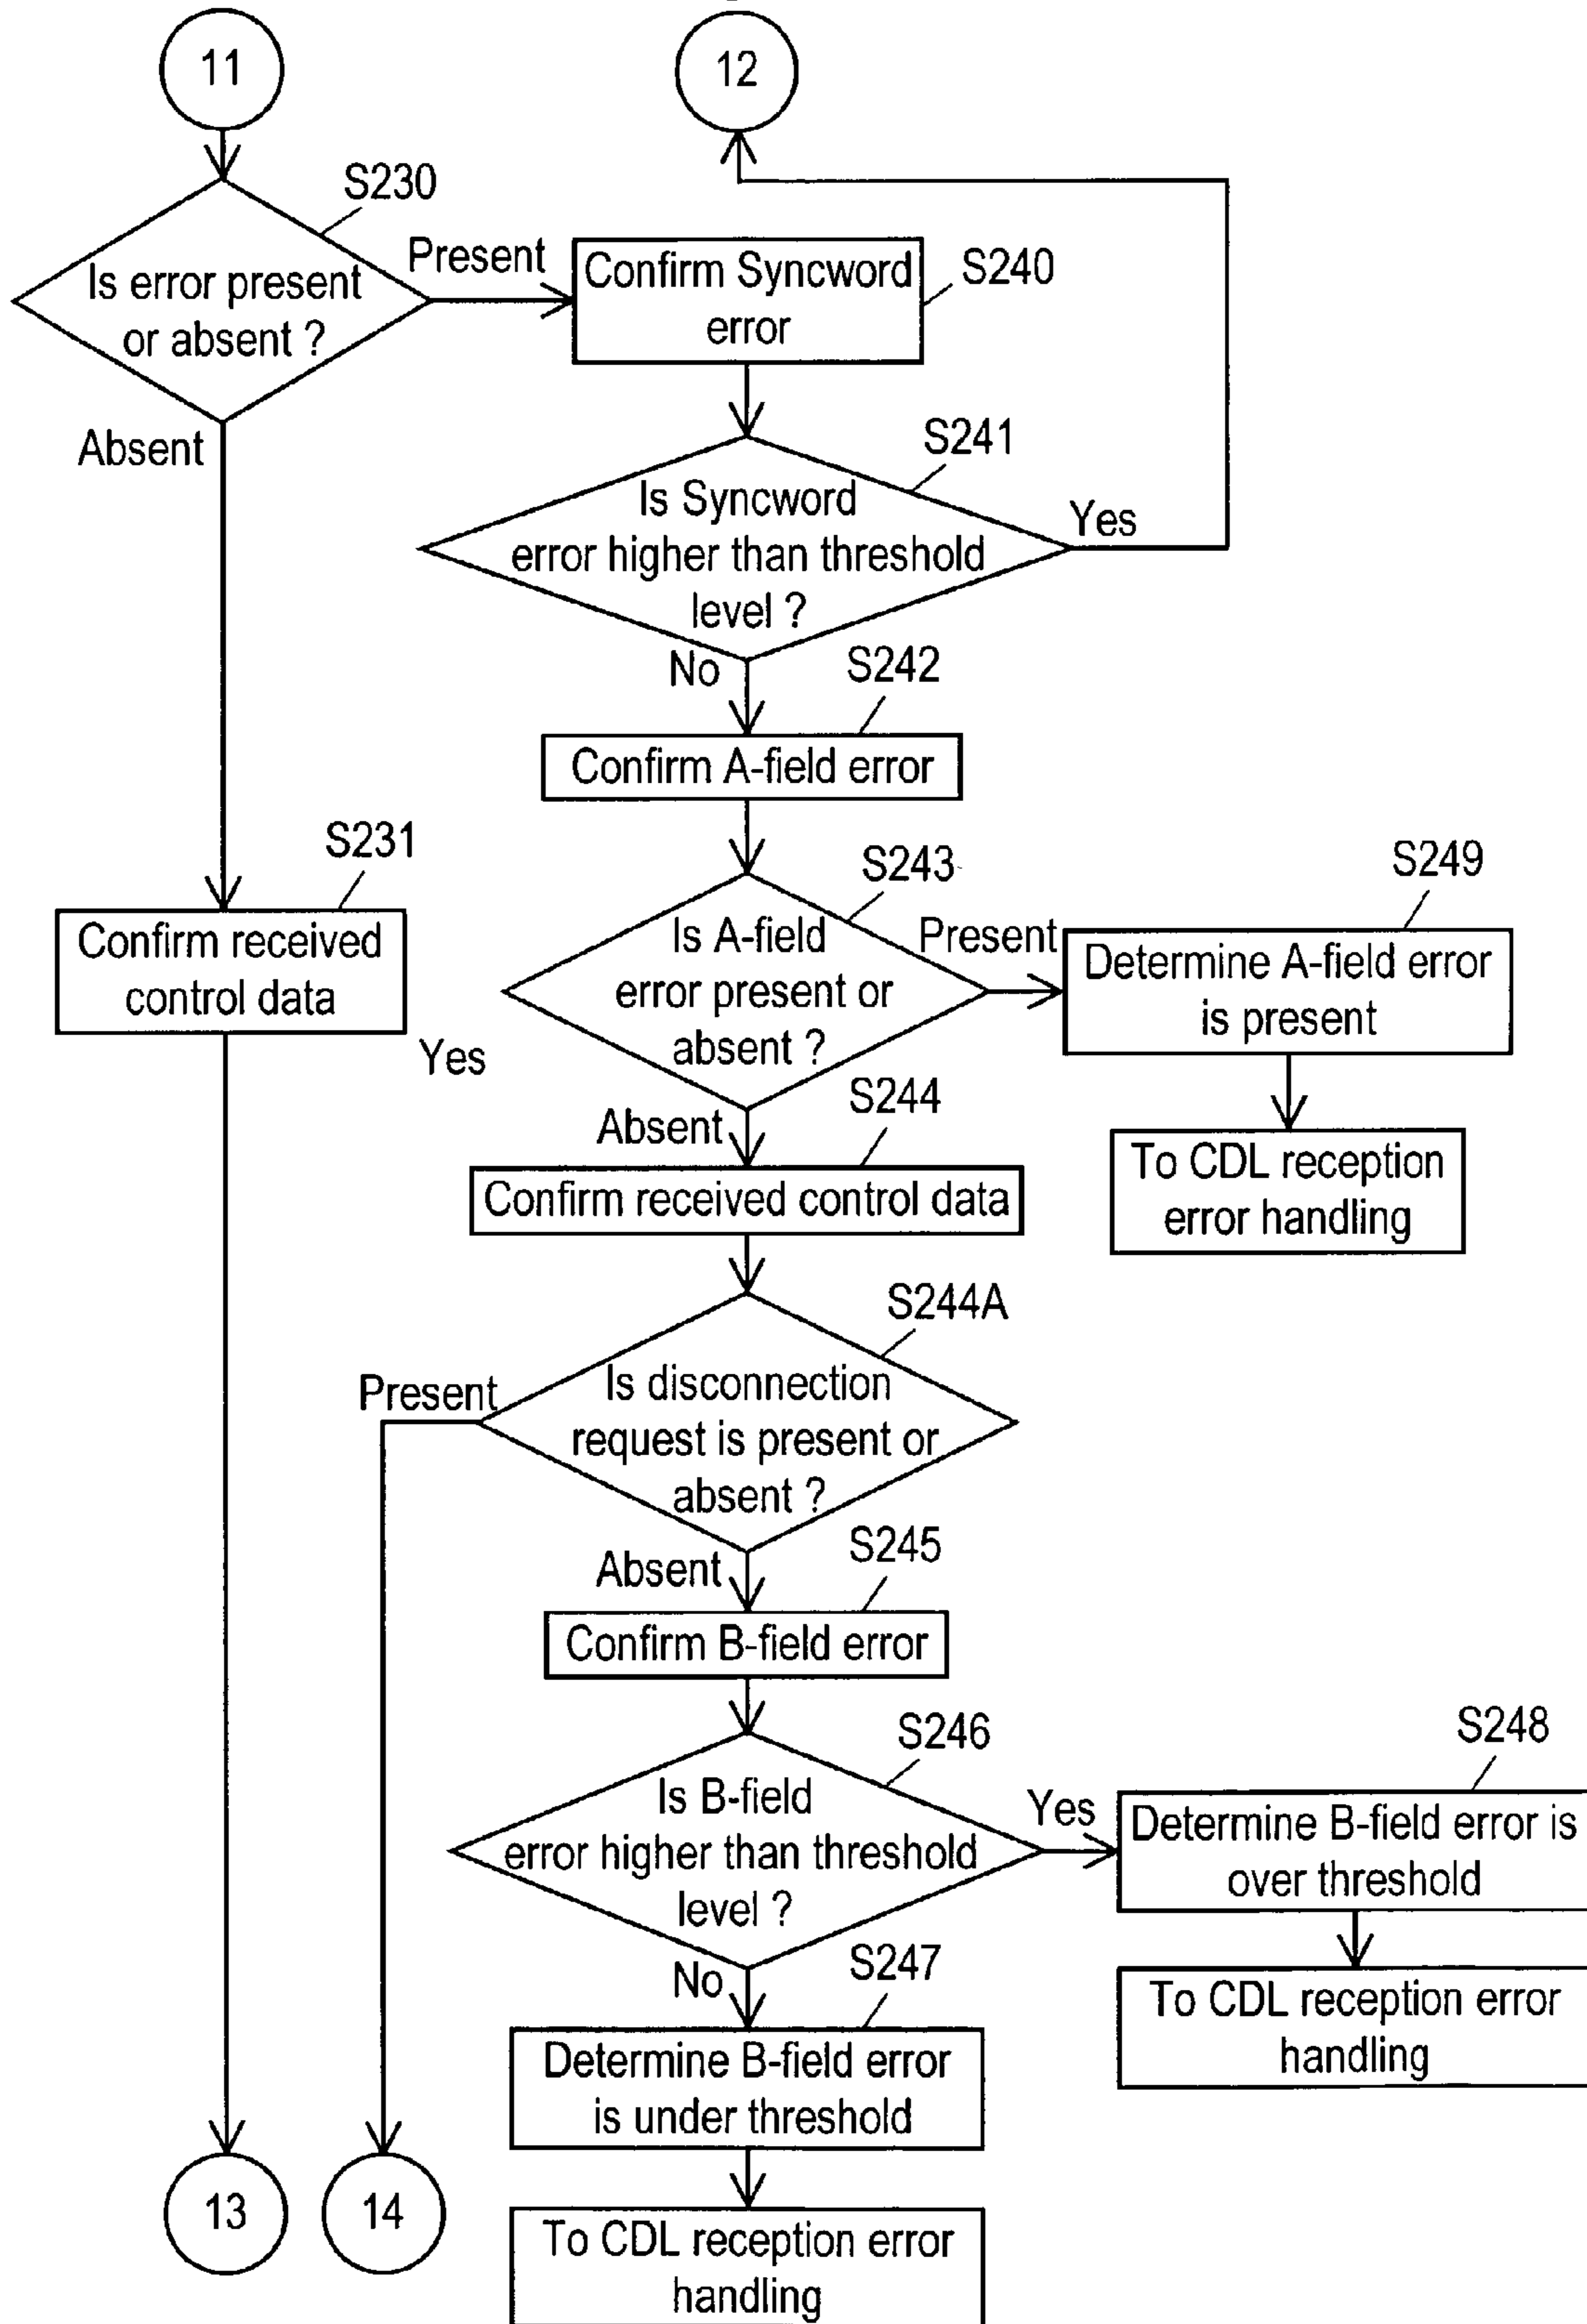 11
12
S230
Is error present
or absent ?
Present
Absent
Confirm Syncword
error
S240
S241
Is Syncword
error higher than threshold
level ?
Yes
No
S242
Confirm A-field error
S231
Confirm received
control data
Yes
S243
Is A-field
error present or
absent ?
Present
S249
Determine A-field error
is present
To CDL reception
error handling
Absent
S244
Confirm received control data
S244A
Is disconnection
request is present or
absent ?
Present
Absent
S245
Confirm B-field error
S246
Is B-field
error higher than threshold
level ?
Yes
S248
Determine B-field error is
over threshold
To CDL reception error
handling
No
S247
Determine B-field error
is under threshold
To CDL reception error
handling
13
14